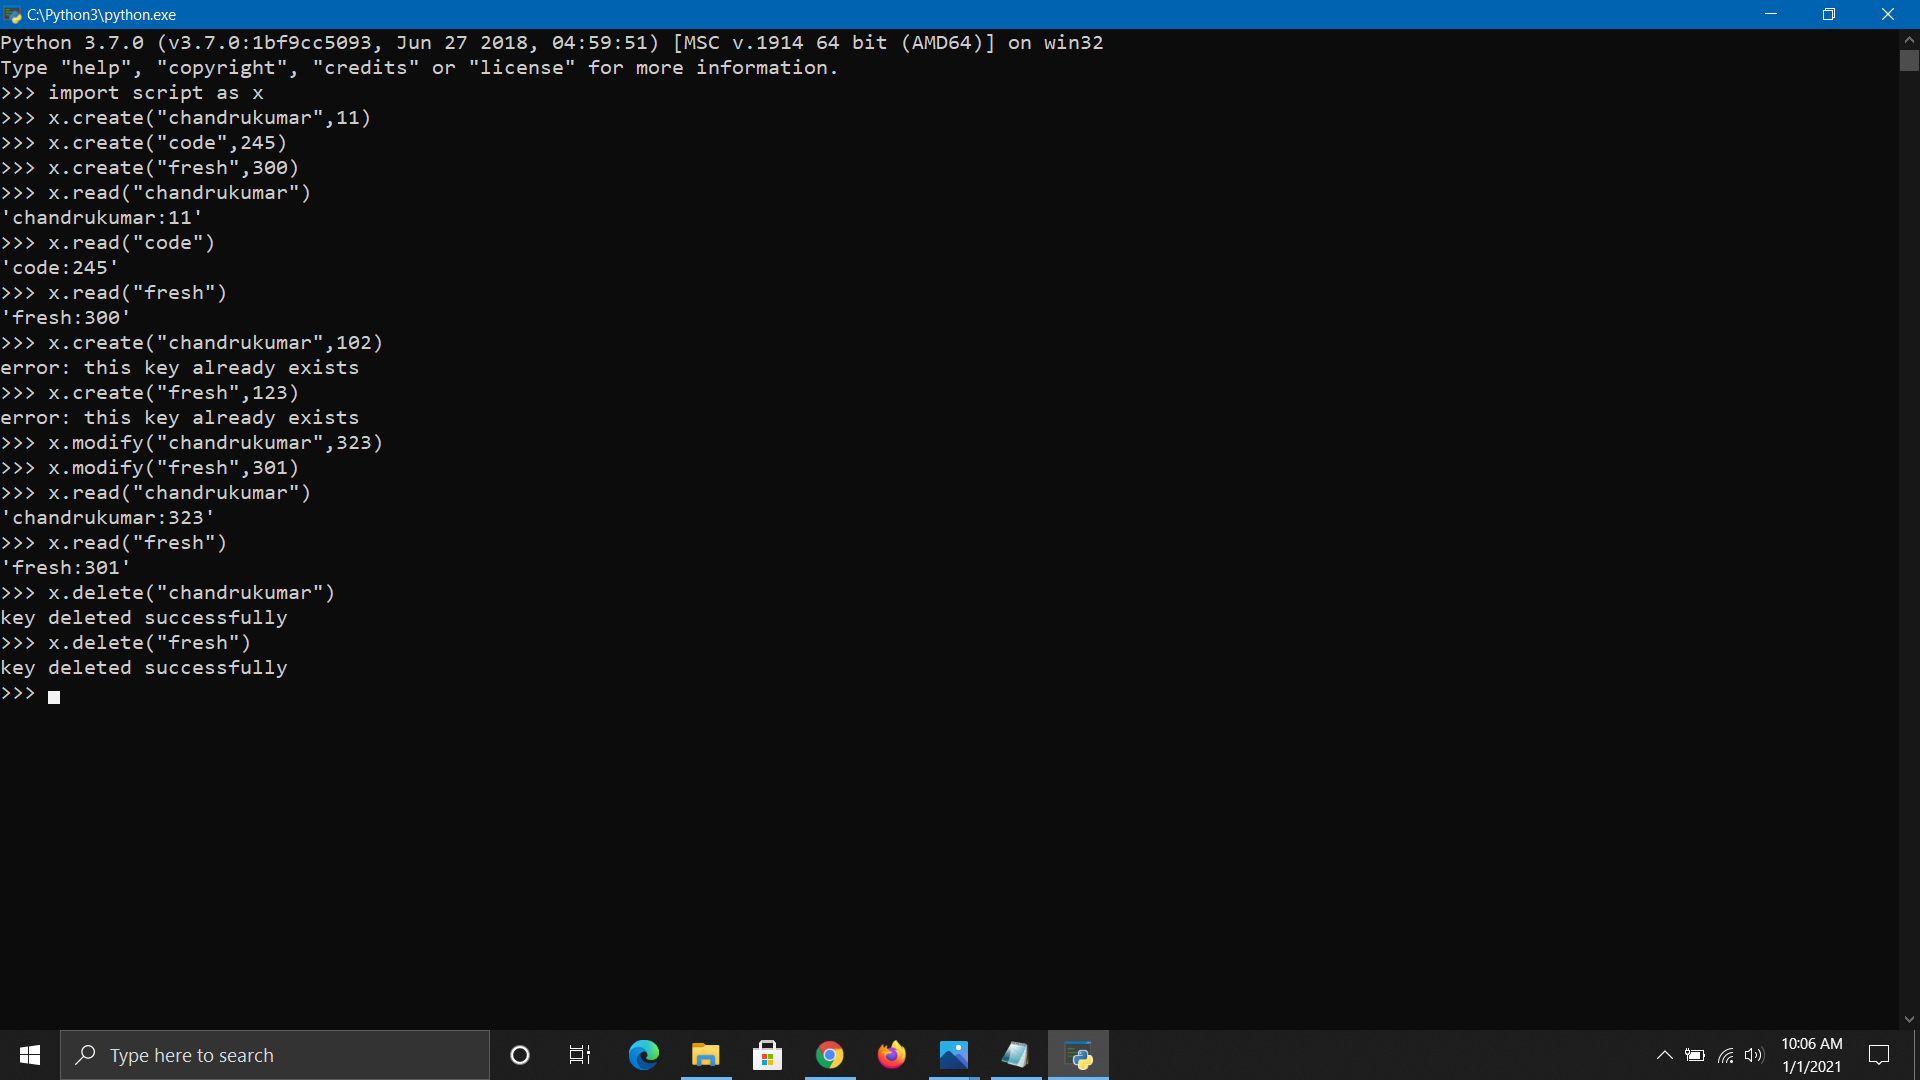 C:\Python3\python.exe
Python 3.7.0 (v3.7.0:1bf9cc5093, Jun 27 2018, 04:59:51) [MSC v.1914 64 bit (AMD64)] on win32
Type "help", "copyright", "credits" or "license" for more information.
>>> import script as x
>>> x.create("chandrukumar",11)
>>> x.create("code",245)
>>> x.create("fresh",300)
>>> x.read("chandrukumar")
'chandrukumar:11'
>>> x.read("code")
'code:245'
>>> x.read("fresh")
'fresh:300'
>>> x.create("chandrukumar",102)
error: this key already exists
>>> x.create("fresh",123)
error: this key already exists
>>> x.modify("chandrukumar",323)
>>> x.modify("fresh",301)
>>> x.read("chandrukumar")
'chandrukumar:323'
>>> x.read("fresh")
'fresh:301'
>>> x.delete("chandrukumar")
key deleted successfully
>>> x.delete("fresh")
key deleted successfully
>>>
Type here to search
10:06 AM
1/1/2021